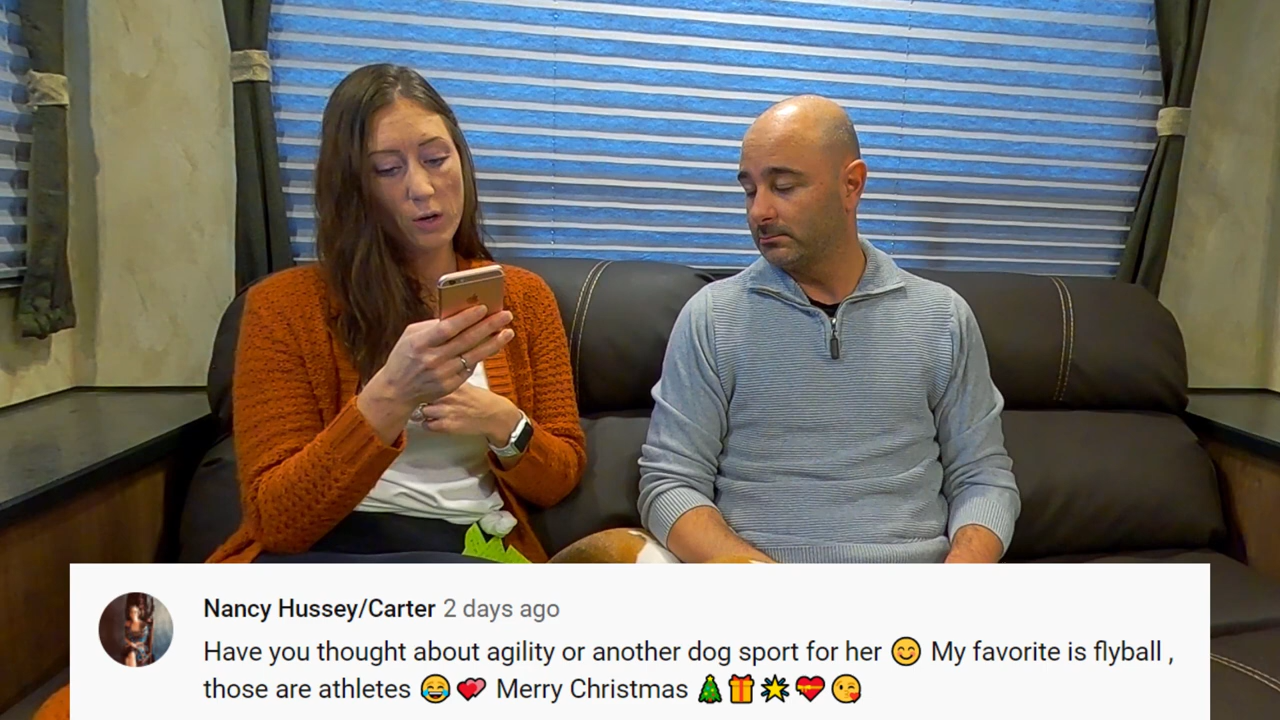 Nancy Hussey/Carter 2 days ago
Have you thought about agility or another dog sport for her 😊 My favorite is flyball ,
those are athletes 😂💕 Merry Christmas 🎄🎁🌟💝😘